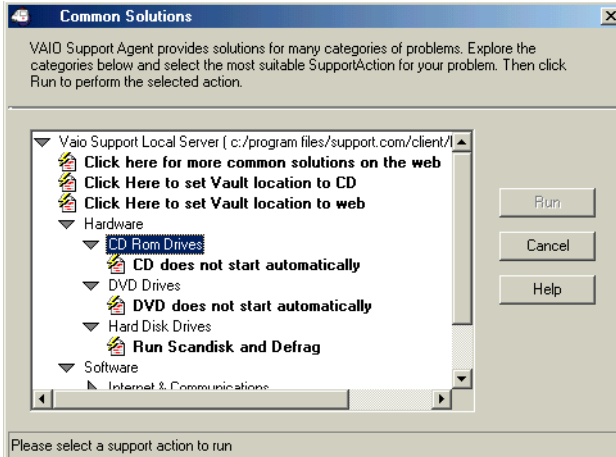 Common Solutions
VAIO Support Agent provides solutions for many categories of problems. Explore the
categories below and select the most suitable SupportAction for your problem. Then click
Run to perform the selected action.
Vaio Support Local Server ( c:/program files/support.com/client/
Click here for more common solutions on the web
Click Here to set Vault location to CD
Click Here to set Vault location to web
Hardware
CD Rom Drives
CD does not start automatically
DVD Drives
DVD does not start automatically
Hard Disk Drives
Run Scandisk and Defrag
Software
Internet & Communications
Run
Cancel
Help
Please select a support action to run